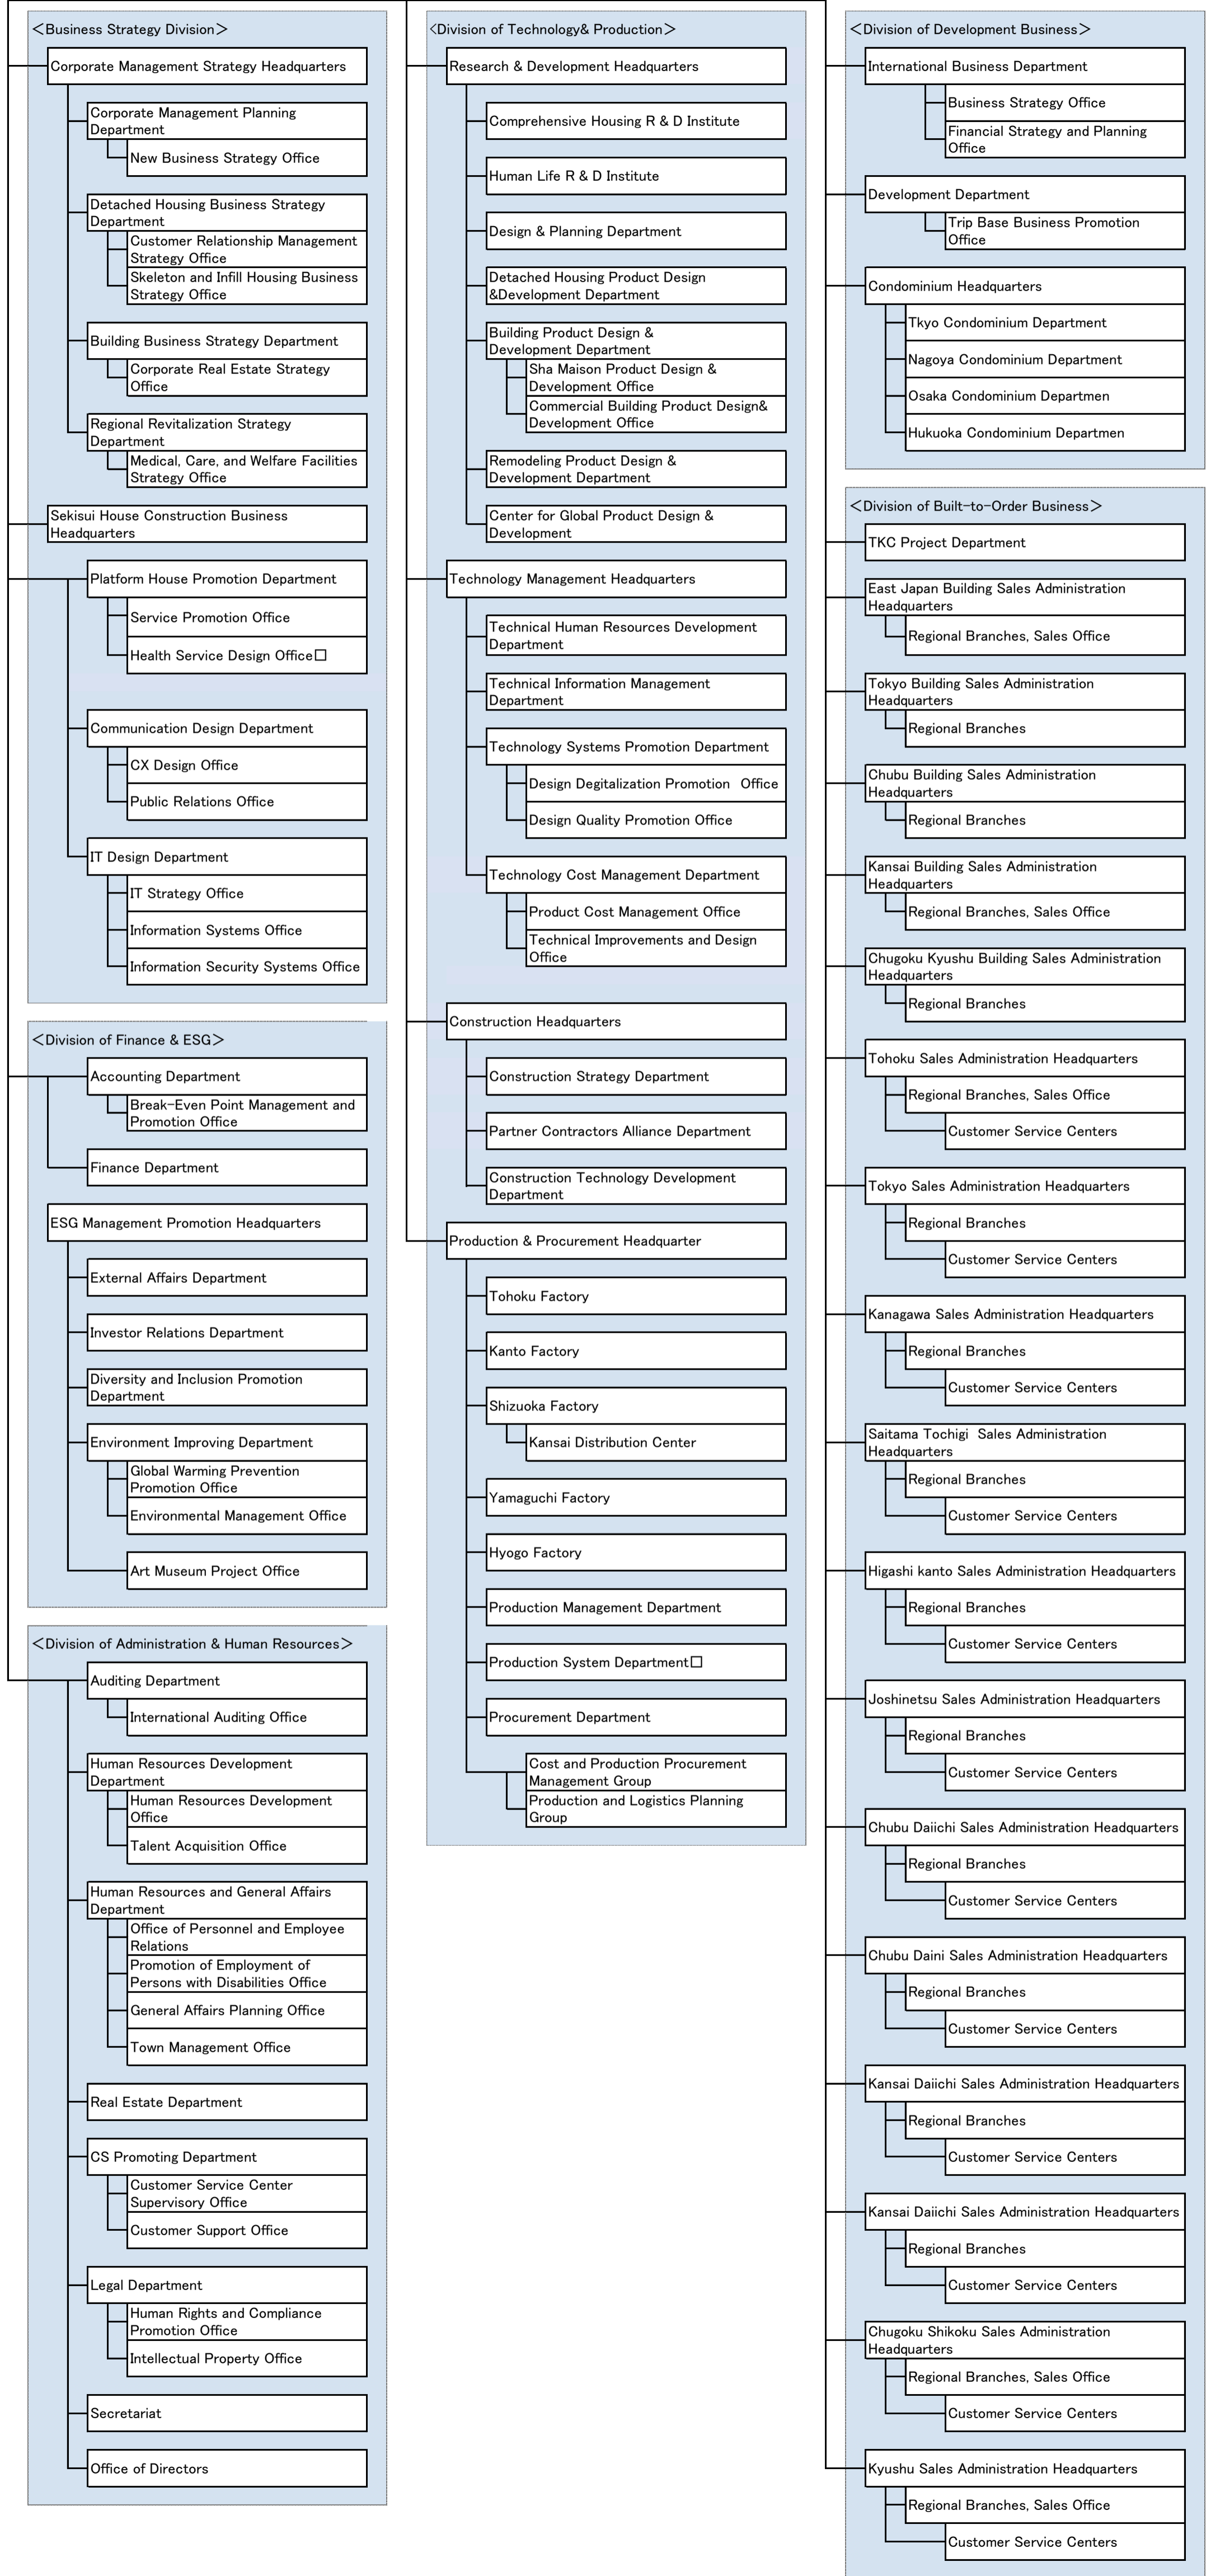 <Business Strategy Division>
Corporate Management Strategy Headquarters
Corporate Management Planning
Department
New Business Strategy Office
Detached Housing Business Strategy
Department
Customer Relationship Management
Strategy Office
Skeleton and Infill Housing Business
Strategy Office
Building Business Strategy Department
Corporate Real Estate Strategy
Office
Regional Revitalization Strategy
Department
Medical, Care, and Welfare Facilities
Strategy Office
Sekisui House Construction Business
Headquarters
Platform House Promotion Department
Service Promotion Office
Health Service Design Office□
Communication Design Department
CX Design Office
Public Relations Office
IT Design Department
IT Strategy Office
Information Systems Office
Information Security Systems Office
<Division of Finance & ESG>
Accounting Department
Break-Even Point Management and
Promotion Office
Finance Department
ESG Management Promotion Headquarters
External Affairs Department
Investor Relations Department
Diversity and Inclusion Promotion
Department
Environment Improving Department
Global Warming Prevention
Promotion Office
Environmental Management Office
Art Museum Project Office
<Division of Administration & Human Resources>
Auditing Department
International Auditing Office
Human Resources Development
Department
Human Resources Development
Office
Talent Acquisition Office
Human Resources and General Affairs
Department
Office of Personnel and Employee
Relations
Promotion of Employment of
Persons with Disabilities Office
General Affairs Planning Office
Town Management Office
Real Estate Department
CS Promoting Department
Customer Service Center
Supervisory Office
Customer Support Office
Legal Department
Human Rights and Compliance
Promotion Office
Intellectual Property Office
Secretariat
Office of Directors
<Division of Technology& Production>
Research & Development Headquarters
Comprehensive Housing R & D Institute
Human Life R & D Institute
Design & Planning Department
Detached Housing Product Design
&Development Department
Building Product Design &
Development Department
Sha Maison Product Design &
Development Office
Commercial Building Product Design&
Development Office
Remodeling Product Design &
Development Department
Center for Global Product Design &
Development
Technology Management Headquarters
Technical Human Resources Development
Department
Technical Information Management
Department
Technology Systems Promotion Department
Design Degitalization Promotion Office
Design Quality Promotion Office
Technology Cost Management Department
Product Cost Management Office
Technical Improvements and Design
Office
Construction Headquarters
Construction Strategy Department
Partner Contractors Alliance Department
Construction Technology Development
Department
Production & Procurement Headquarter
Tohoku Factory
Kanto Factory
Shizuoka Factory
Kansai Distribution Center
Yamaguchi Factory
Hyogo Factory
Production Management Department
Production System Department□
Procurement Department
Cost and Production Procurement
Management Group
Production and Logistics Planning
Group
<Division of Development Business>
International Business Department
Business Strategy Office
Financial Strategy and Planning
Office
Development Department
Trip Base Business Promotion
Office
Condominium Headquarters
Tkyo Condominium Department
Nagoya Condominium Department
Osaka Condominium Departmen
Hukuoka Condominium Departmen
<Division of Built-to-Order Business>
TKC Project Department
East Japan Building Sales Administration
Headquarters
Regional Branches, Sales Office
Tokyo Building Sales Administration
Headquarters
Regional Branches
Chubu Building Sales Administration
Headquarters
Regional Branches
Kansai Building Sales Administration
Headquarters
Regional Branches, Sales Office
Chugoku Kyushu Building Sales Administration
Headquarters
Regional Branches
Tohoku Sales Administration Headquarters
Regional Branches, Sales Office
Customer Service Centers
Tokyo Sales Administration Headquarters
Regional Branches
Customer Service Centers
Kanagawa Sales Administration Headquarters
Regional Branches
Customer Service Centers
Saitama Tochigi Sales Administration
Headquarters
Regional Branches
Customer Service Centers
Higashi kanto Sales Administration Headquarters
Regional Branches
Customer Service Centers
Joshinetsu Sales Administration Headquarters
Regional Branches
Customer Service Centers
Chubu Daiichi Sales Administration Headquarters
Regional Branches
Customer Service Centers
Chubu Daini Sales Administration Headquarters
Regional Branches
Customer Service Centers
Kansai Daiichi Sales Administration Headquarters
Regional Branches
Customer Service Centers
Kansai Daiichi Sales Administration Headquarters
Regional Branches
Customer Service Centers
Chugoku Shikoku Sales Administration
Headquarters
Regional Branches, Sales Office
Customer Service Centers
Kyushu Sales Administration Headquarters
Regional Branches, Sales Office
Customer Service Centers